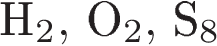 H₂, O₂, S₈